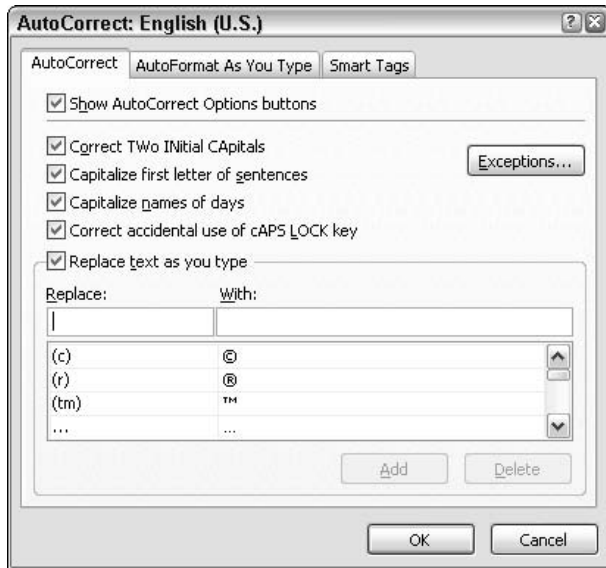 AutoCorrect: English (U.S.)
AutoCorrect AutoFormat As You Type Smart Tags
Show AutoCorrect Options buttons
Correct TWo INitial CApitals
Exceptions...
Capitalize first letter of sentences
Capitalize names of days
Correct accidental use of cAPS LOCK key
Replace text as you type
Replace: With:
(c) ©
(r) ®
(tm) ™
... …
Add Delete
OK Cancel